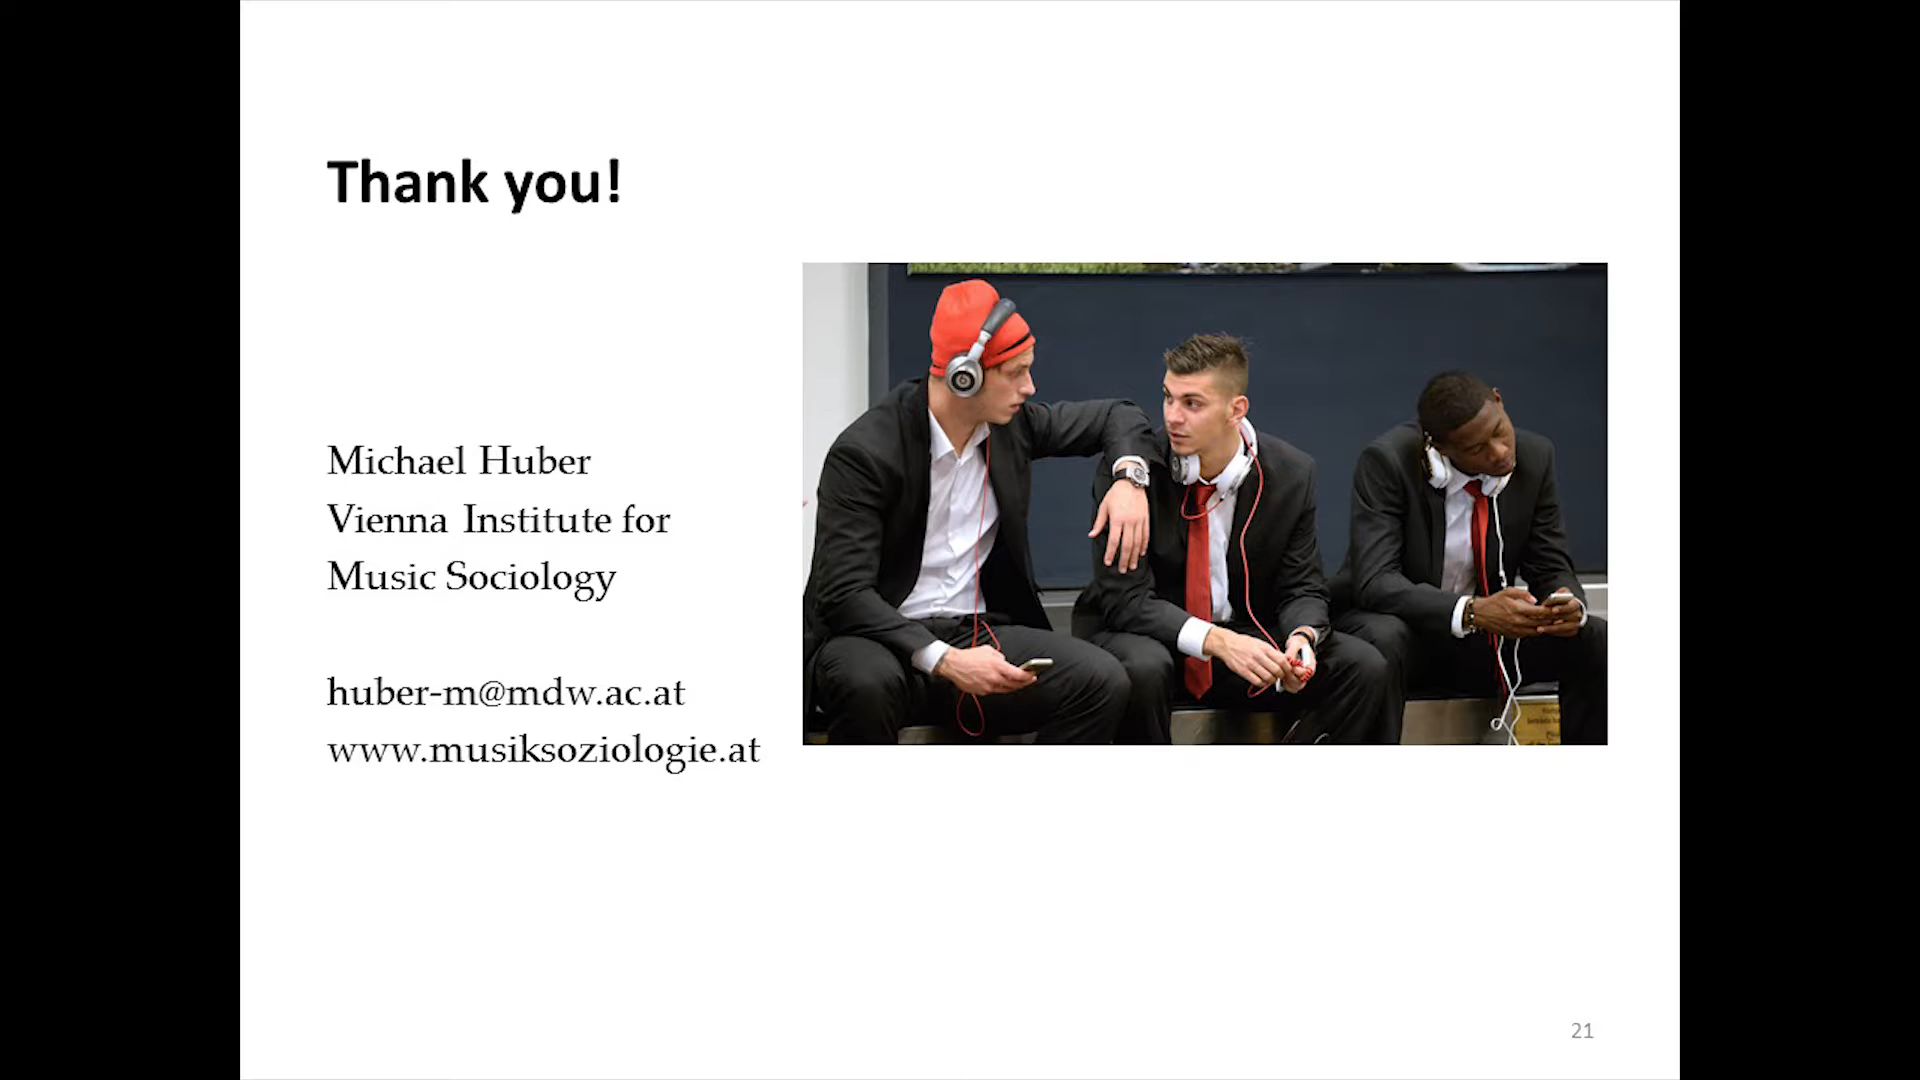 Thank you!
Michael Huber
Vienna Institute for
Music Sociology
huber-m@mdw.ac.at
www.musiksoziologie.at
21